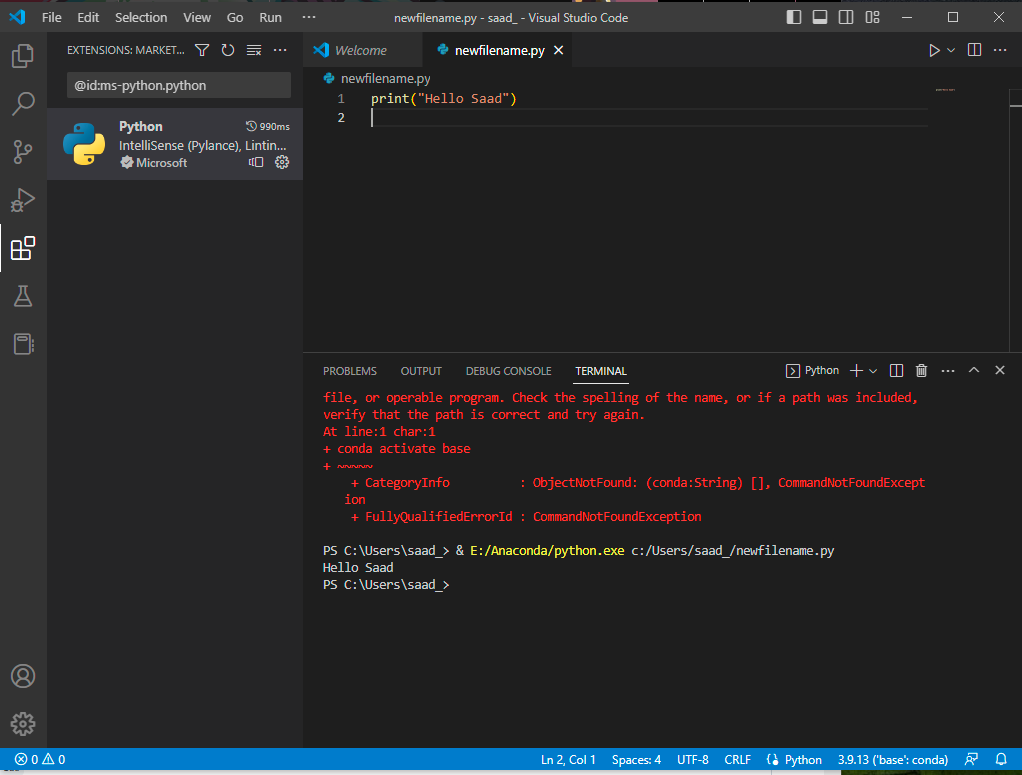 File Edit Selection View Go Run ··· newfilename.py - saad_ - Visual Studio Code
EXTENSIONS: MARKET... ···
@id:ms-python.python
Python 990ms
IntelliSense (Pylance), Lintin...
Microsoft
Welcome newfilename.py
newfilename.py
1 print("Hello Saad")
2
PROBLEMS OUTPUT DEBUG CONSOLE TERMINAL Python
file, or operable program. Check the spelling of the name, or if a path was included,
verify that the path is correct and try again.
At line:1 char:1
+ conda activate base
+ ~~~~~
+ CategoryInfo : ObjectNotFound: (conda:String) [], CommandNotFoundExcept
ion
+ FullyQualifiedErrorId : CommandNotFoundException
PS C:\Users\saad_> & E:/Anaconda/python.exe c:/Users/saad_/newfilename.py
Hello Saad
PS C:\Users\saad_>
0 0 Ln 2, Col 1 Spaces: 4 UTF-8 CRLF Python 3.9.13 ('base': conda)